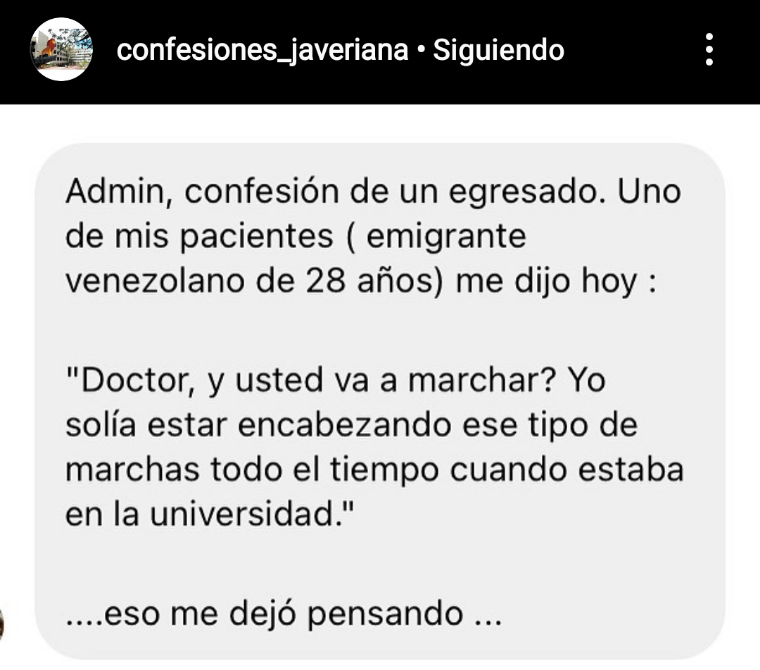 confesiones_javeriana • Siguiendo
Admin, confesión de un egresado. Uno
de mis pacientes ( emigrante
venezolano de 28 años) me dijo hoy :
"Doctor, y usted va a marchar? Yo
solía estar encabezando ese tipo de
marchas todo el tiempo cuando estaba
en la universidad."
....eso me dejó pensando ...